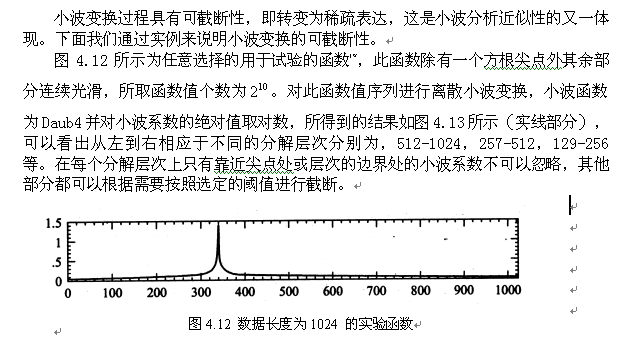 小波变换过程具有可截断性，即转变为稀疏表达，这是小波分析近似性的又一体
现。下面我们通过实例来说明小波变换的可截断性。
图 4.12 所示为任意选择的用于试验的函数~，此函数除有一个方根尖点外其余部
分连续光滑，所取函数值个数为2¹⁰。对此函数值序列进行离散小波变换，小波函数
为Daub4并对小波系数的绝对值取对数，所得到的结果如图4.13所示（实线部分），
可以看出从左到右相应于不同的分解层次分别为，512-1024，257-512，129-256
等。在每个分解层次上只有靠近尖点处或层次的边界处的小波系数不可以忽略，其他
部分都可以根据需要按照选定的阈值进行截断。
1.5
1
.5
0
0 100 200 300 400 500 600 700 800 900 1000
图4.12 数据长度为1024 的实验函数